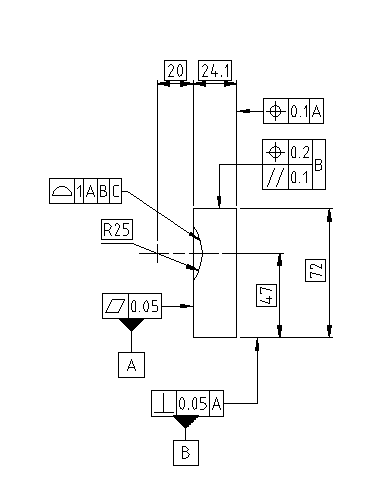 20 24.1
⌖ 0.1 A
⌖ 0.2
// 0.1 B
⌓ 1 A B C
R25
72
47
⏥ 0.05
A
⟂ 0.05 A
B